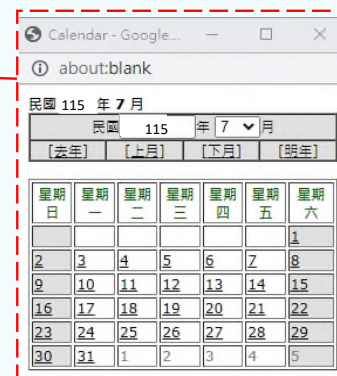 Calendar - Google...
about:blank
民國 115 年 7 月
民國 115 年 7 月
[去年] [上月] [下月] [明年]
星期日 星期一 星期二 星期三 星期四 星期五 星期六
1
2 3 4 5 6 7 8
9 10 11 12 13 14 15
16 17 18 19 20 21 22
23 24 25 26 27 28 29
30 31 1 2 3 4 5